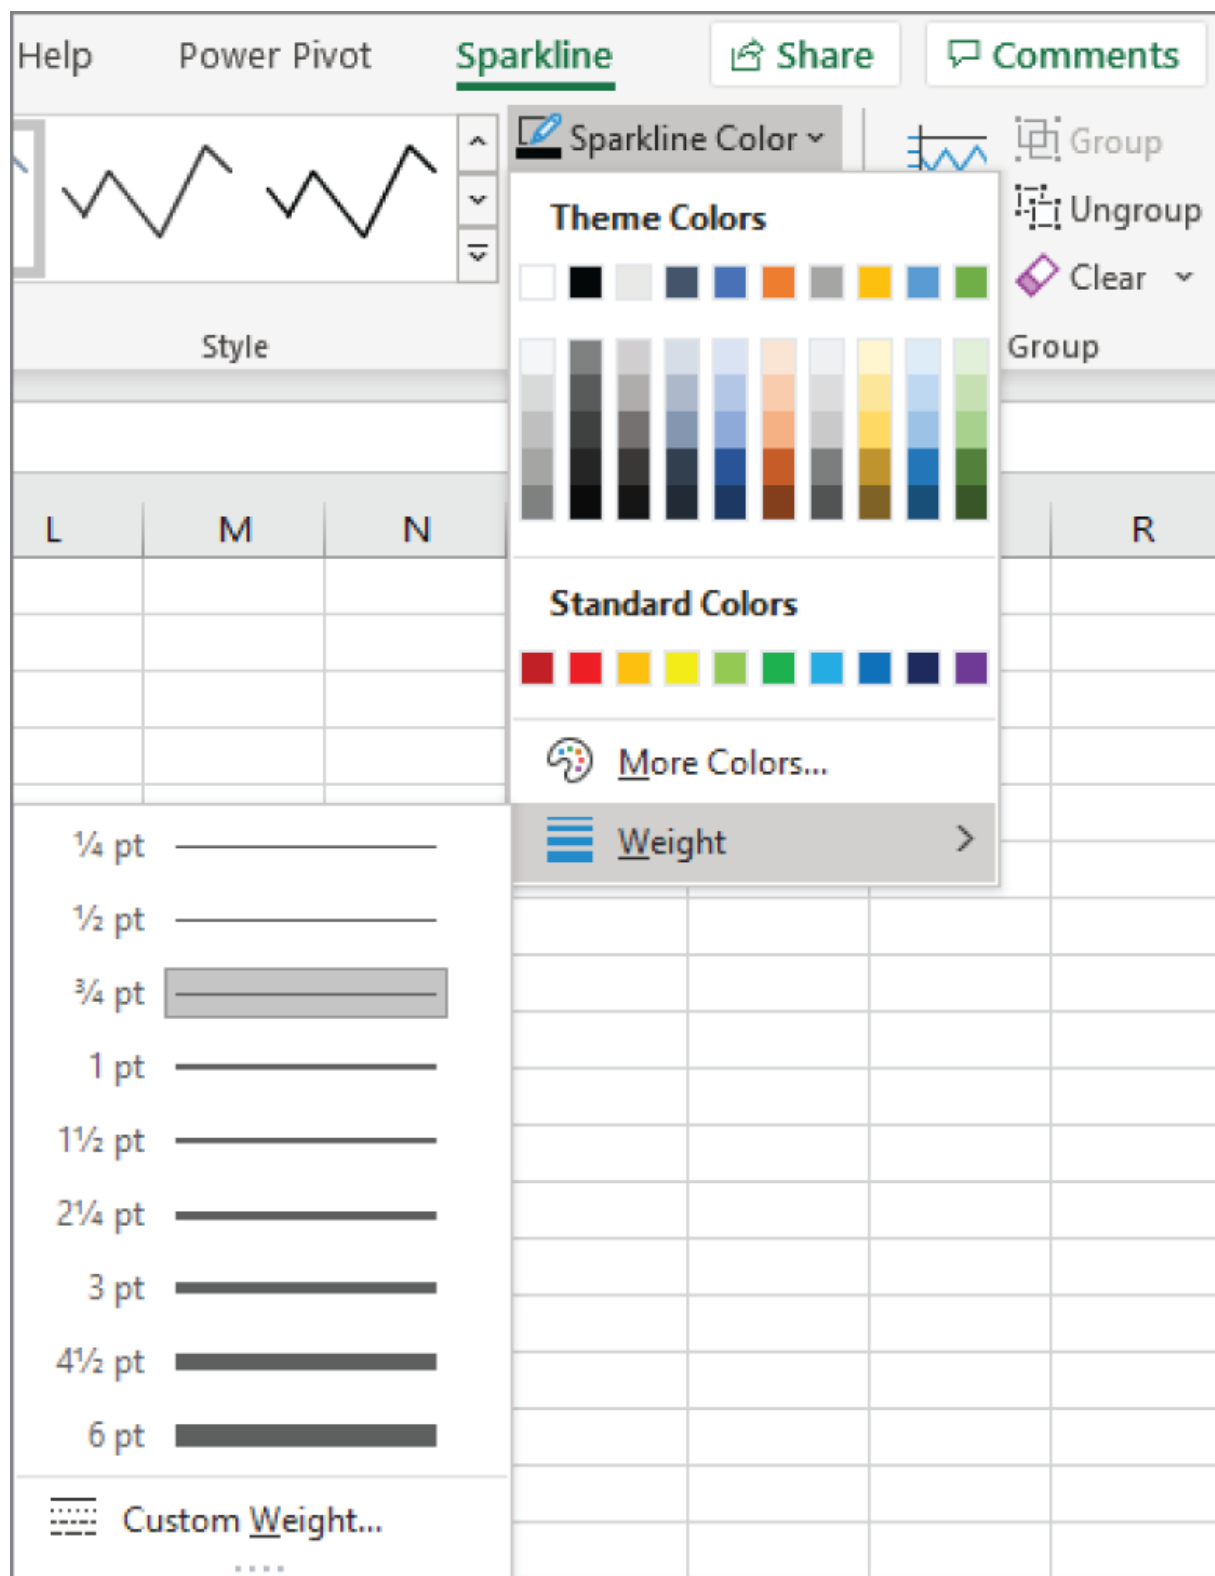 Help Power Pivot Sparkline Share Comments
Sparkline Color Group
Theme Colors Ungroup
Clear
Style Group
L M N R
Standard Colors
More Colors...
Weight
¼ pt
½ pt
¾ pt
1 pt
1½ pt
2¼ pt
3 pt
4½ pt
6 pt
Custom Weight...